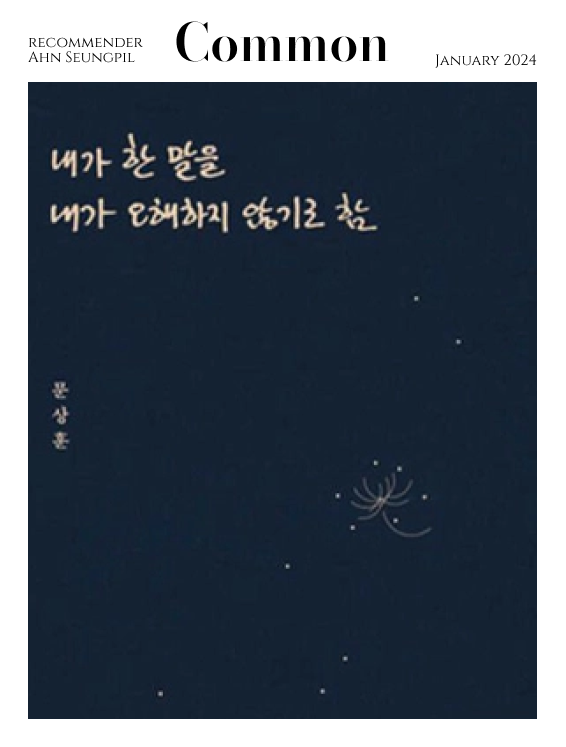 RECOMMENDER
AHN SEUNGPIL
Common
JANUARY 2024
내가 한 말을
내가 오해하지 않기로 함
문
상
훈